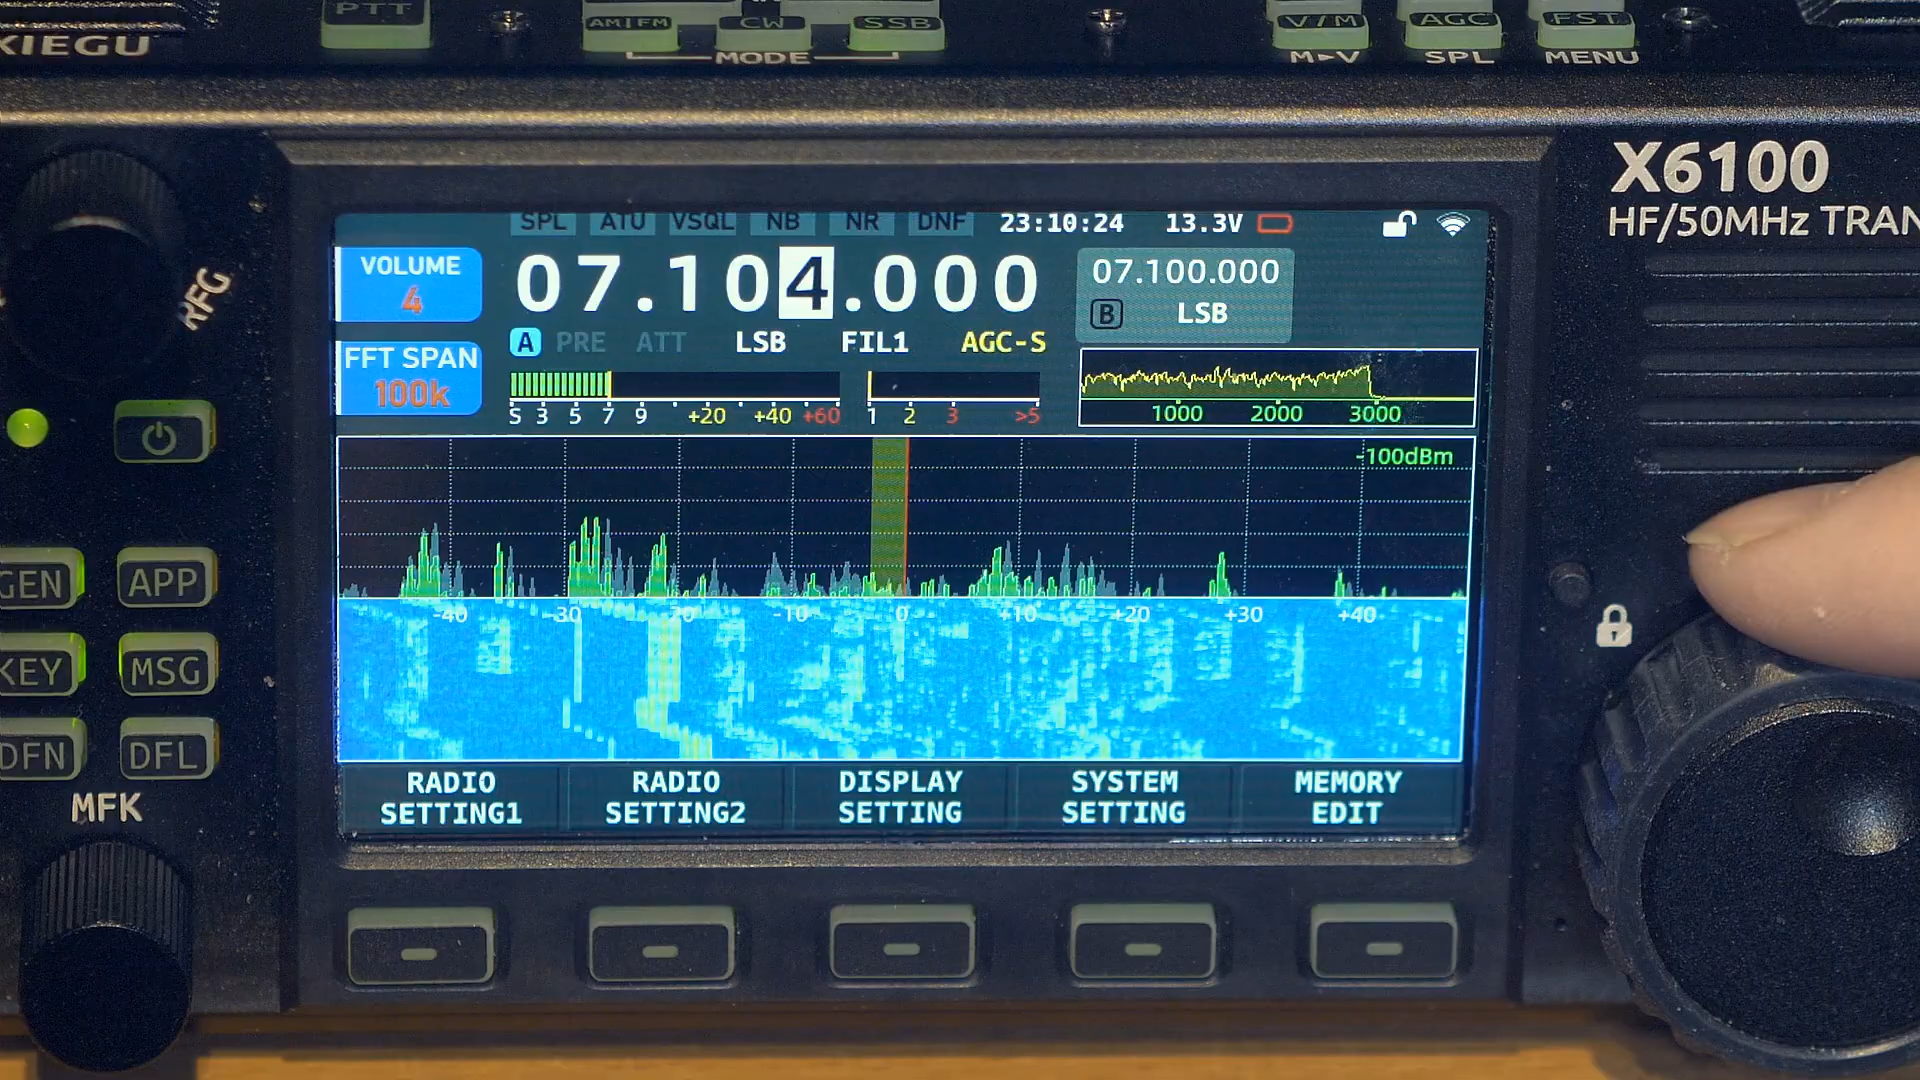 PTT
AM|FM CW SSB
V/M AGC FST
XIEGU
MODE
M▸V SPL MENU
X6100
HF/50MHz TRAN
SPL ATU VSQL NB NR DNF 23:10:24 13.3V
VOLUME
4
07.104.000
07.100.000
B LSB
A PRE ATT LSB FIL1 AGC-S
FFT SPAN
100k
S 3 5 7 9 +20 +40 +60
1 2 3 >5
1000 2000 3000
RFG
-100dBm
-40 -30 -20 -10 0 +10 +20 +30 +40
GEN APP
KEY MSG
DFN DFL
MFK
RADIO SETTING1
RADIO SETTING2
DISPLAY SETTING
SYSTEM SETTING
MEMORY EDIT